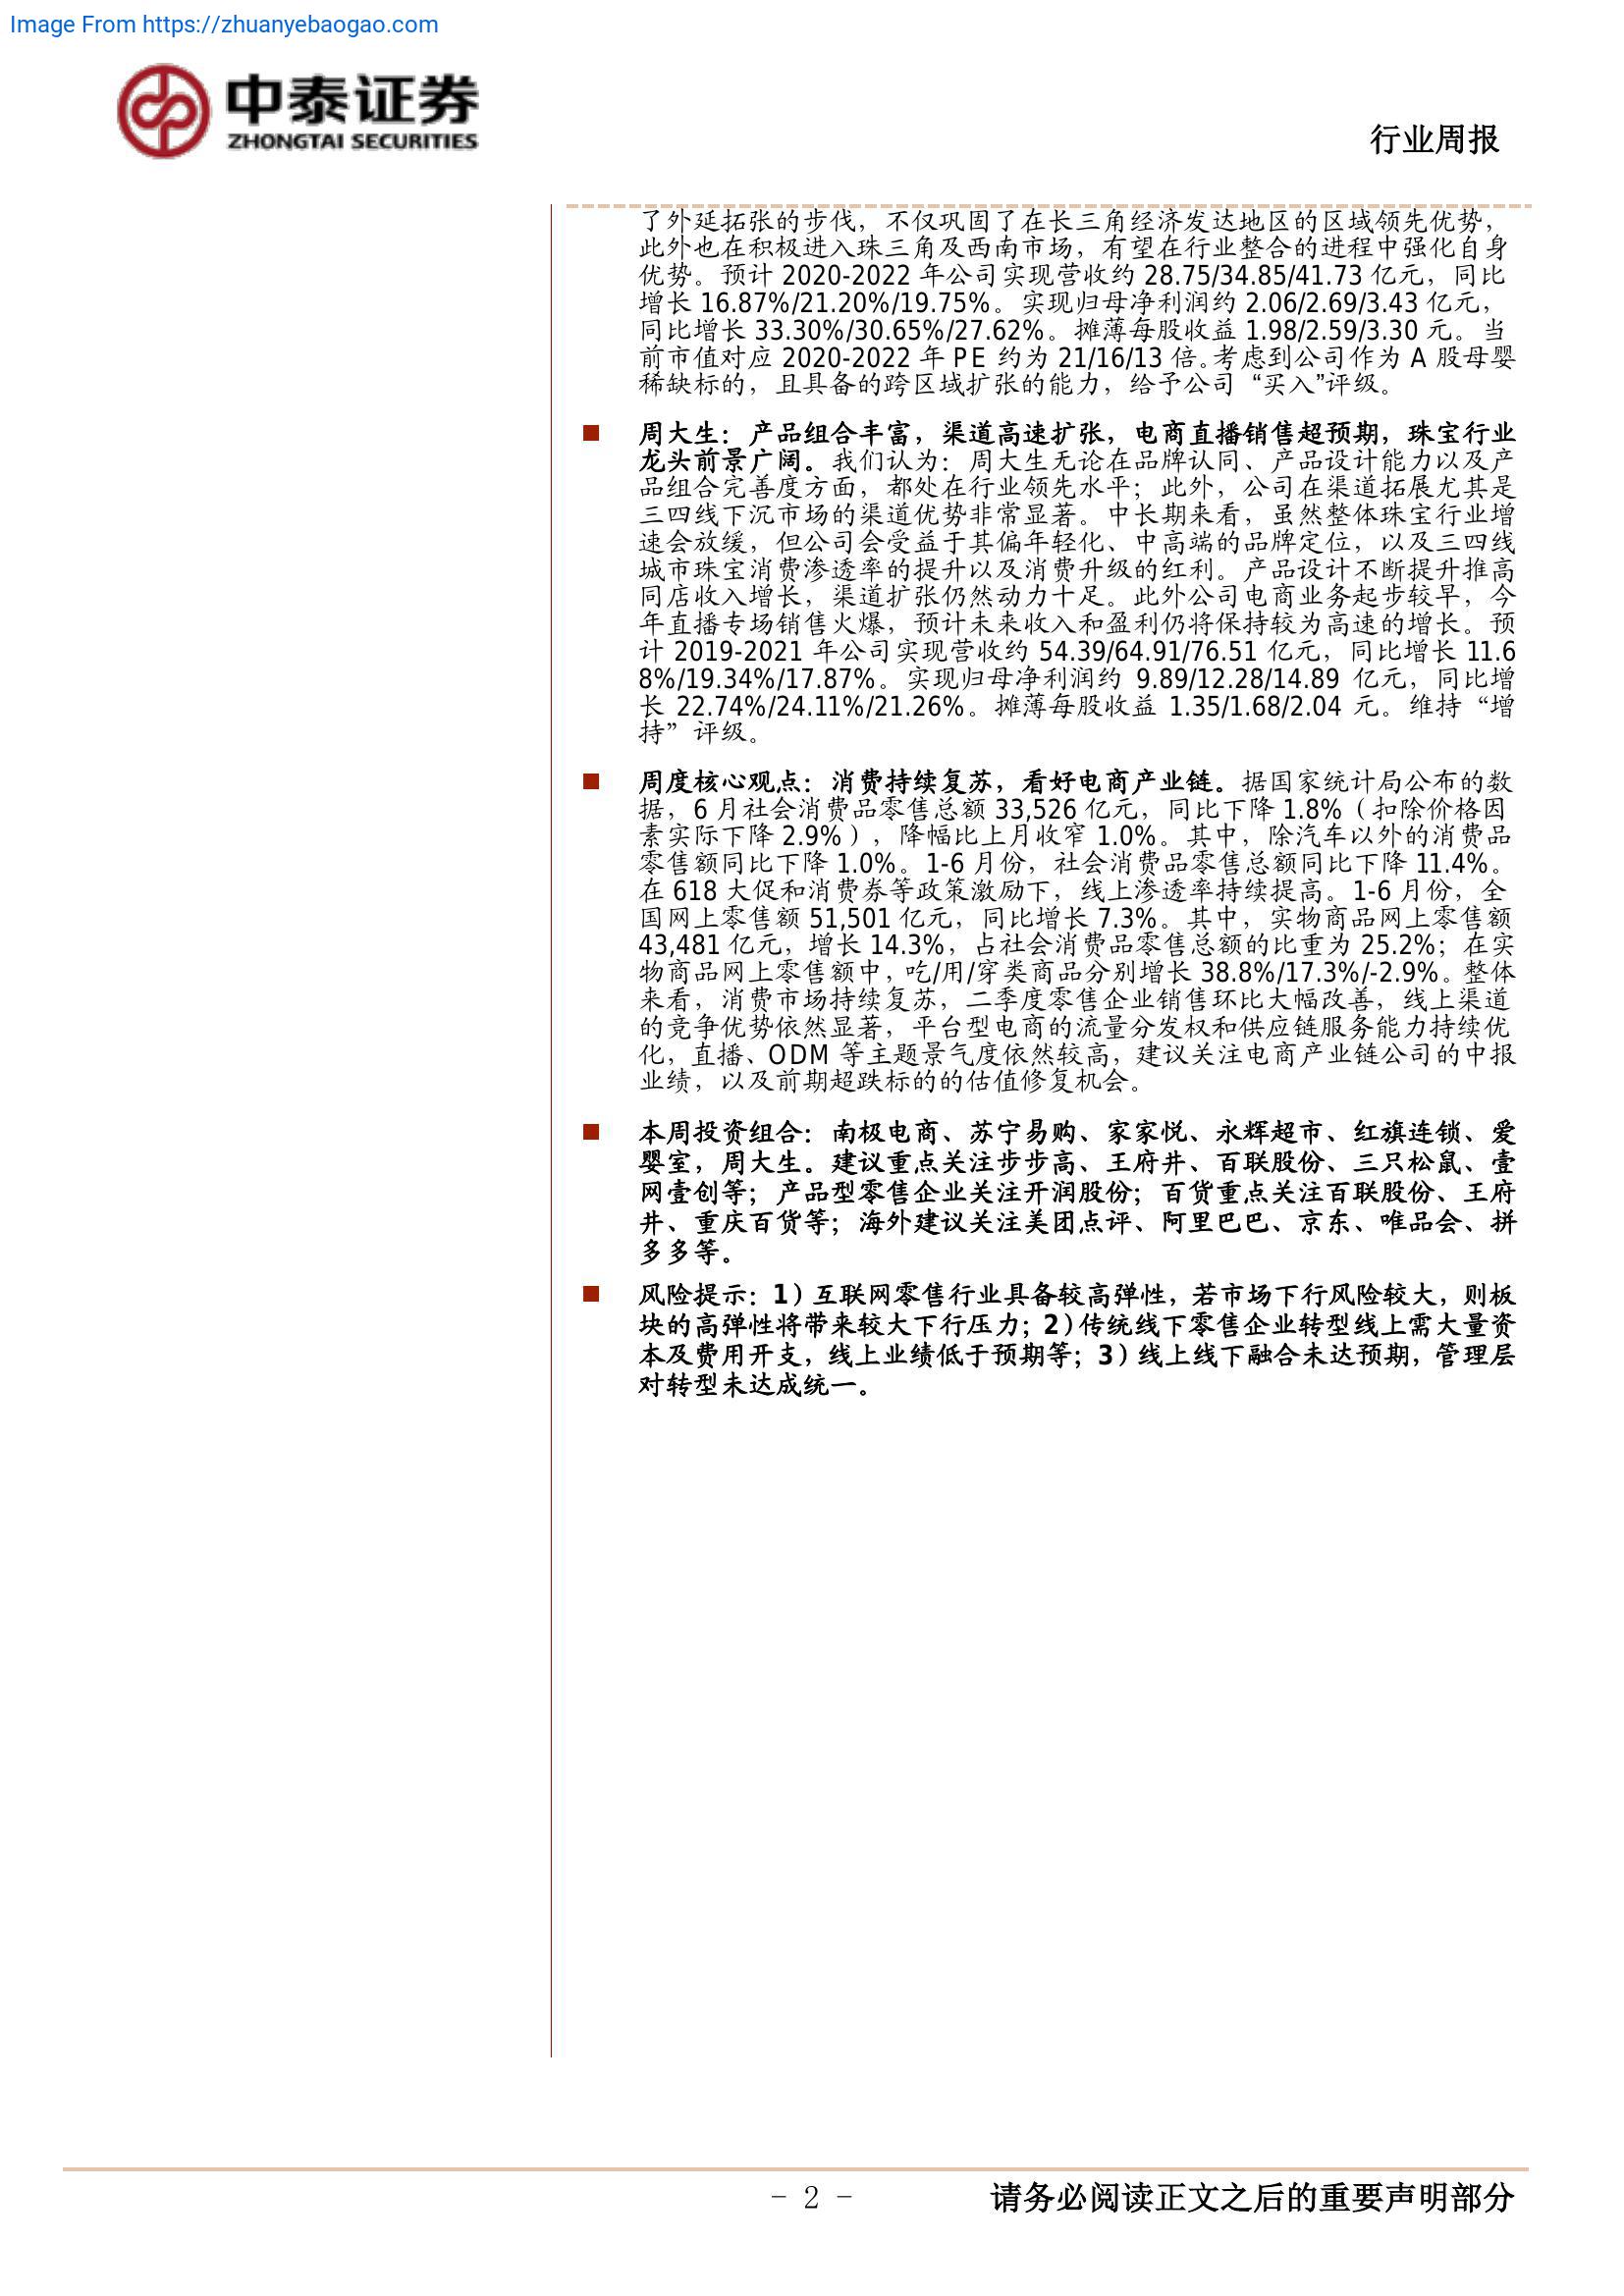 Image From https://zhuanyebaogao.com
中泰证券
ZHONGTAI SECURITIES
行业周报
了外延拓张的步伐，不仅巩固了在长三角经济发达地区的区域领先优势，
此外也在积极进入珠三角及西南市场，有望在行业整合的进程中强化自身
优势。预计 2020-2022 年公司实现营收约 28.75/34.85/41.73 亿元，同比
增长 16.87%/21.20%/19.75%。实现归母净利润约 2.06/2.69/3.43 亿元，
同比增长 33.30%/30.65%/27.62%。摊薄每股收益 1.98/2.59/3.30 元。当
前市值对应 2020-2022 年 PE 约为 21/16/13 倍。考虑到公司作为 A 股母婴
稀缺标的，且具备的跨区域扩张的能力，给予公司“买入”评级。
■ 周大生：产品组合丰富，渠道高速扩张，电商直播销售超预期，珠宝行业
龙头前景广阔。我们认为：周大生无论在品牌认同、产品设计能力以及产
品组合完善度方面，都处在行业领先水平；此外，公司在渠道拓展尤其是
三四线下沉市场的渠道优势非常显著。中长期来看，虽然整体珠宝行业增
速会放缓，但公司会受益于其偏年轻化、中高端的品牌定位，以及三四线
城市珠宝消费渗透率的提升以及消费升级的红利。产品设计不断提升推高
同店收入增长，渠道扩张仍然动力十足。此外公司电商业务起步较早，今
年直播专场销售火爆，预计未来收入和盈利仍将保持较为高速的增长。预
计 2019-2021 年公司实现营收约 54.39/64.91/76.51 亿元，同比增长 11.6
8%/19.34%/17.87%。实现归母净利润约 9.89/12.28/14.89 亿元，同比增
长 22.74%/24.11%/21.26%。摊薄每股收益 1.35/1.68/2.04 元。维持“增
持”评级。
■ 周度核心观点：消费持续复苏，看好电商产业链。据国家统计局公布的数
据，6 月社会消费品零售总额 33,526 亿元，同比下降 1.8%（扣除价格因
素实际下降 2.9%），降幅比上月收窄 1.0%。其中，除汽车以外的消费品
零售额同比下降 1.0%。1-6 月份，社会消费品零售总额同比下降 11.4%。
在 618 大促和消费券等政策激励下，线上渗透率持续提高。1-6 月份，全
国网上零售额 51,501 亿元，同比增长 7.3%。其中，实物商品网上零售额
43,481 亿元，增长 14.3%，占社会消费品零售总额的比重为 25.2%；在实
物商品网上零售额中，吃/用/穿类商品分别增长 38.8%/17.3%/-2.9%。整体
来看，消费市场持续复苏，二季度零售企业销售环比大幅改善，线上渠道
的竞争优势依然显著，平台型电商的流量分发权和供应链服务能力持续优
化，直播、ODM 等主题景气度依然较高，建议关注电商产业链公司的中报
业绩，以及前期超跌标的的估值修复机会。
■ 本周投资组合：南极电商、苏宁易购、家家悦、永辉超市、红旗连锁、爱
婴室，周大生。建议重点关注步步高、王府井、百联股份、三只松鼠、壹
网壹创等；产品型零售企业关注开润股份；百货重点关注百联股份、王府
井、重庆百货等；海外建议关注美团点评、阿里巴巴、京东、唯品会、拼
多多等。
■ 风险提示：1）互联网零售行业具备较高弹性，若市场下行风险较大，则板
块的高弹性将带来较大下行压力；2）传统线下零售企业转型线上需大量资
本及费用开支，线上业绩低于预期等；3）线上线下融合未达预期，管理层
对转型未达成统一。
- 2 -
请务必阅读正文之后的重要声明部分